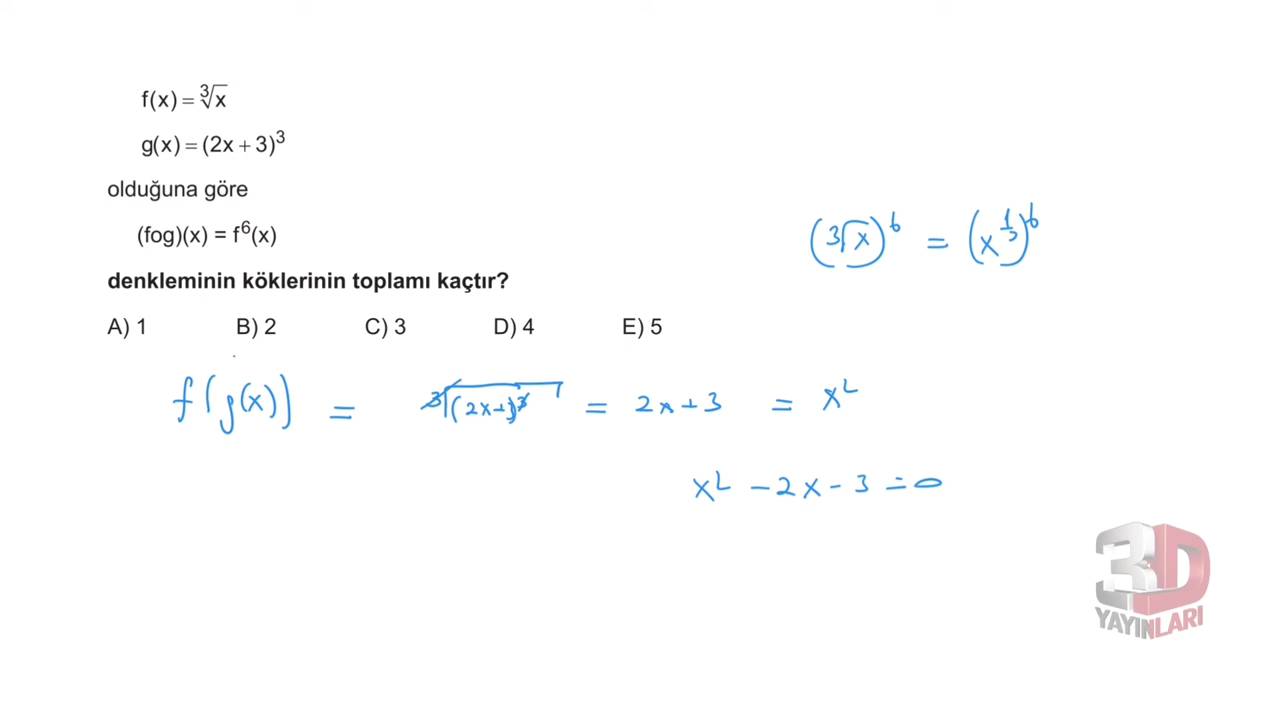 f(x) = ∛x
g(x) = (2x + 3)³
olduğuna göre
(fog)(x) = f⁶(x)
denkleminin köklerinin toplamı kaçtır?
A) 1 B) 2 C) 3 D) 4 E) 5
(∛x)⁶ = (x^(1/3))⁶
f(g(x)) = ∛(2x+3)³ = 2x+3 = x²
x² - 2x - 3 = 0
3D
YAYINLARI